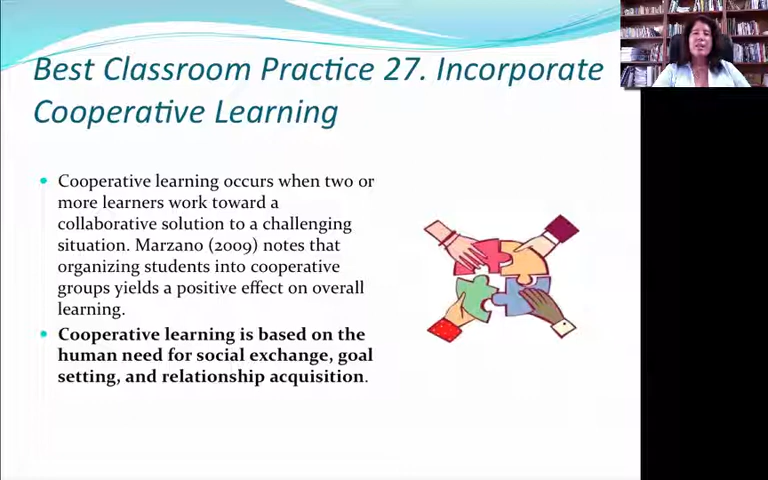 Best Classroom Practice 27. Incorporate
Cooperative Learning
• Cooperative learning occurs when two or
more learners work toward a
collaborative solution to a challenging
situation. Marzano (2009) notes that
organizing students into cooperative
groups yields a positive effect on overall
learning.
• Cooperative learning is based on the
human need for social exchange, goal
setting, and relationship acquisition.